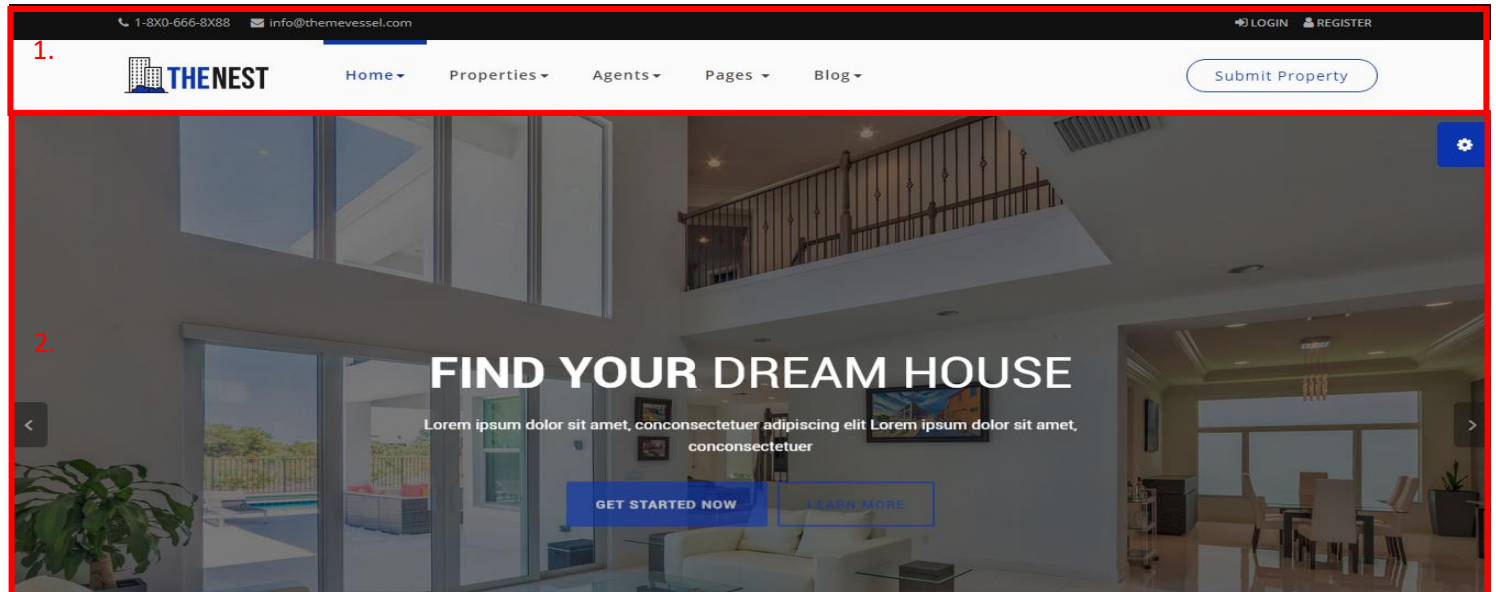 1-8X0-666-8X88 info@themevessel.com LOGIN REGISTER
1.
THENEST Home Properties Agents Pages Blog Submit Property
2.
FIND YOUR DREAM HOUSE
Lorem ipsum dolor sit amet, conconsectetuer adipiscing elit Lorem ipsum dolor sit amet,
conconsectetuer
GET STARTED NOW LEARN MORE